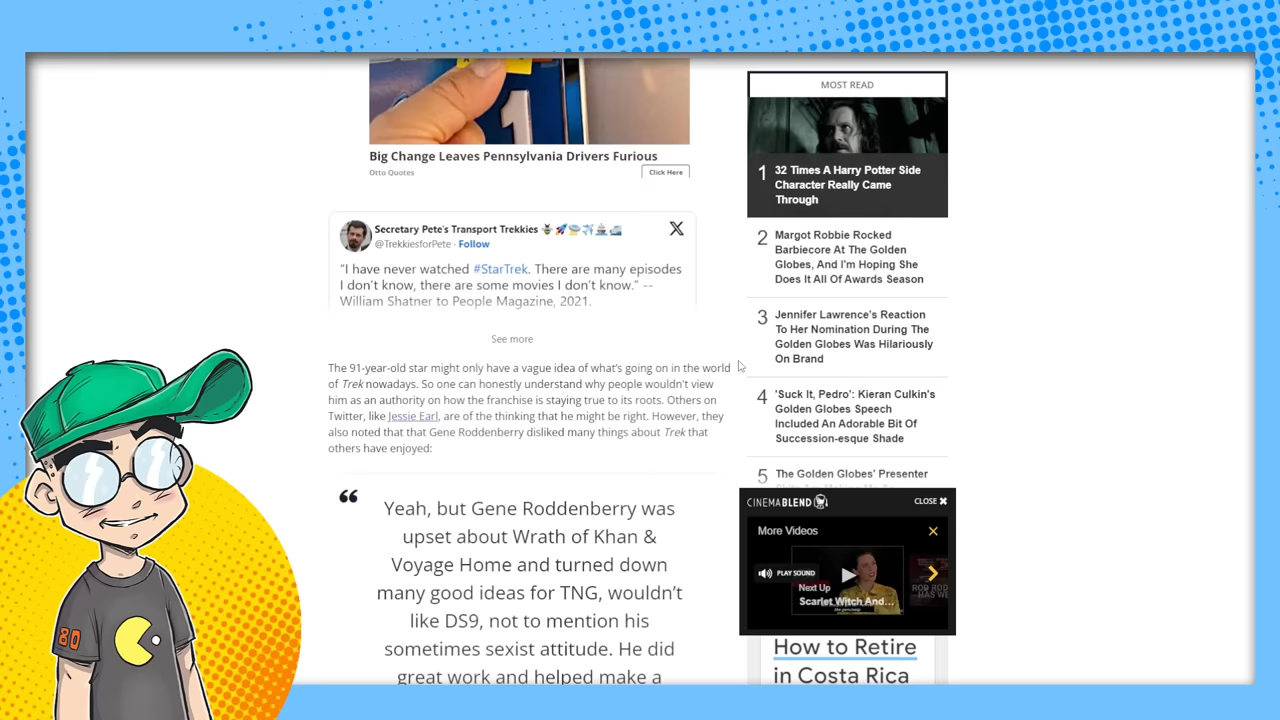 1
Big Change Leaves Pennsylvania Drivers Furious
Otto Quotes
Click Here
Secretary Pete's Transport Trekkies
@TrekkiesforPete · Follow
"I have never watched #StarTrek. There are many episodes
I don't know, there are some movies I don't know." --
William Shatner to People Magazine, 2021.
See more
The 91-year-old star might only have a vague idea of what's going on in the world
of Trek nowadays. So one can honestly understand why people wouldn't view
him as an authority on how the franchise is staying true to its roots. Others on
Twitter, like Jessie Earl, are of the thinking that he might be right. However, they
also noted that that Gene Roddenberry disliked many things about Trek that
others have enjoyed:
“
Yeah, but Gene Roddenberry was
upset about Wrath of Khan &
Voyage Home and turned down
many good ideas for TNG, wouldn't
like DS9, not to mention his
sometimes sexist attitude. He did
great work and helped make a
MOST READ
1 32 Times A Harry Potter Side
Character Really Came
Through
2 Margot Robbie Rocked
Barbiecore At The Golden
Globes, And I'm Hoping She
Does It All Of Awards Season
3 Jennifer Lawrence's Reaction
To Her Nomination During The
Golden Globes Was Hilariously
On Brand
4 'Suck It, Pedro': Kieran Culkin's
Golden Globes Speech
Included An Adorable Bit Of
Succession-esque Shade
5 The Golden Globes' Presenter
CINEMABLEND
CLOSE ✖
More Videos
PLAY SOUND
Next Up
Scarlet Witch And...
How to Retire
in Costa Rica
80